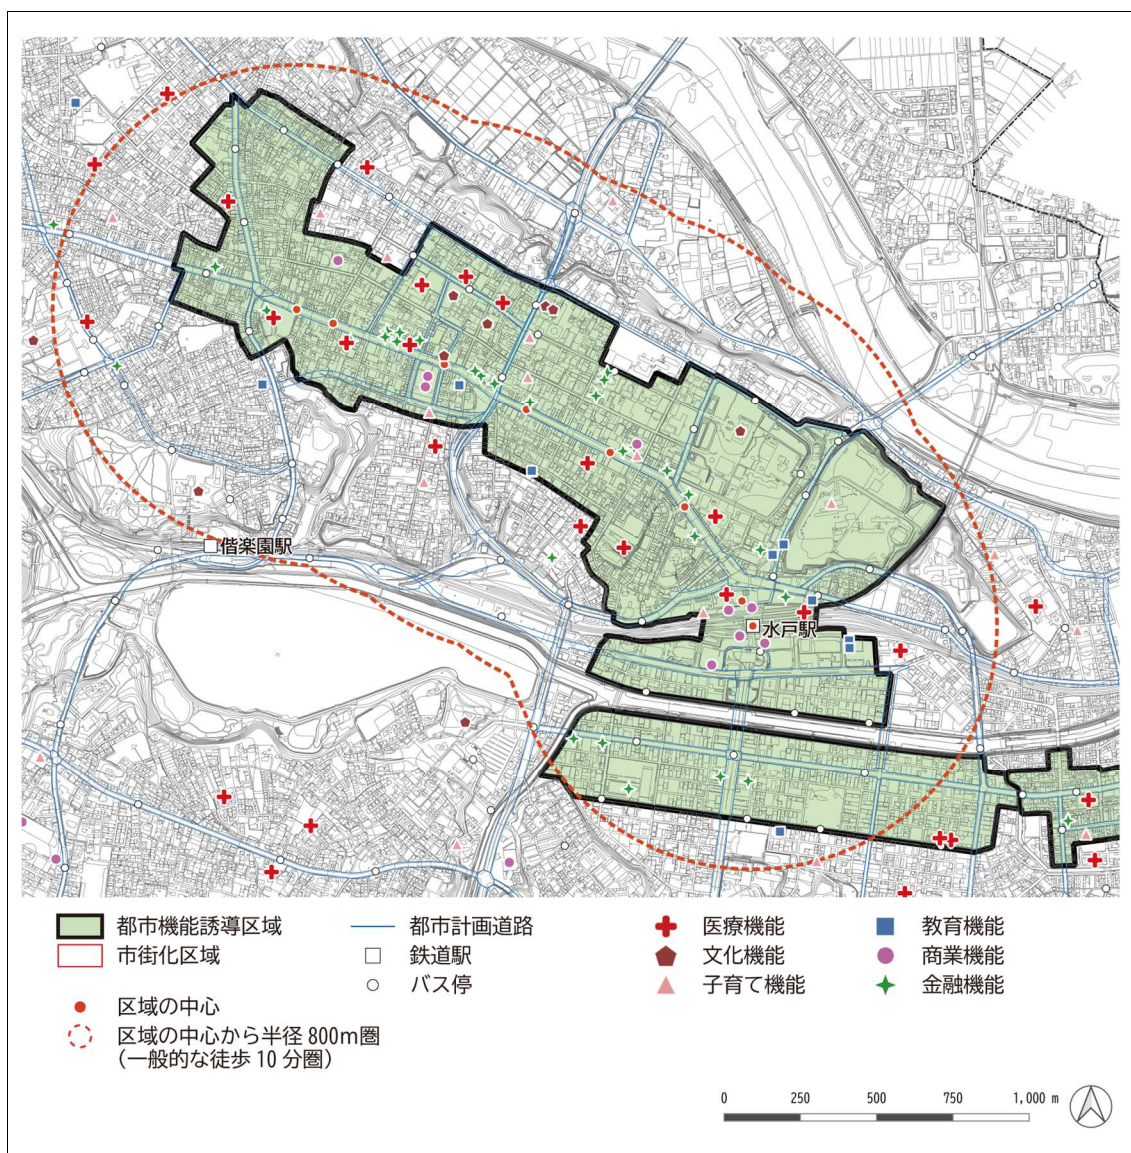 偕楽園駅
水戸駅
都市機能誘導区域
市街化区域
区域の中心
区域の中心から半径 800m圏
（一般的な徒歩 10 分圏）
都市計画道路
鉄道駅
バス停
医療機能
文化機能
子育て機能
教育機能
商業機能
金融機能
0 250 500 750 1,000 m